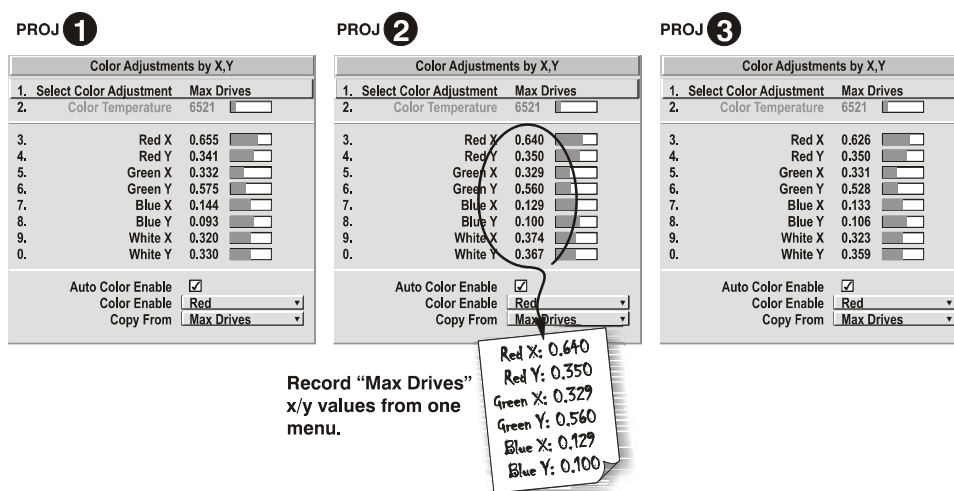 PROJ 1
Color Adjustments by X,Y
1. Select Color Adjustment Max Drives
2. Color Temperature 6521
3. Red X 0.655
4. Red Y 0.341
5. Green X 0.332
6. Green Y 0.575
7. Blue X 0.144
8. Blue Y 0.093
9. White X 0.320
0. White Y 0.330
Auto Color Enable
Color Enable Red
Copy From Max Drives
PROJ 2
Color Adjustments by X,Y
1. Select Color Adjustment Max Drives
2. Color Temperature 6521
3. Red X 0.640
4. Red Y 0.350
5. Green X 0.329
6. Green Y 0.560
7. Blue X 0.129
8. Blue Y 0.100
9. White X 0.374
0. White Y 0.367
Auto Color Enable
Color Enable Red
Copy From Max Drives
PROJ 3
Color Adjustments by X,Y
1. Select Color Adjustment Max Drives
2. Color Temperature 6521
3. Red X 0.626
4. Red Y 0.350
5. Green X 0.331
6. Green Y 0.528
7. Blue X 0.133
8. Blue Y 0.106
9. White X 0.323
0. White Y 0.359
Auto Color Enable
Color Enable Red
Copy From Max Drives
Record “Max Drives”
x/y values from one
menu.
Red X: 0.640
Red Y: 0.350
Green X: 0.329
Green Y: 0.560
Blue X: 0.129
Blue Y: 0.100